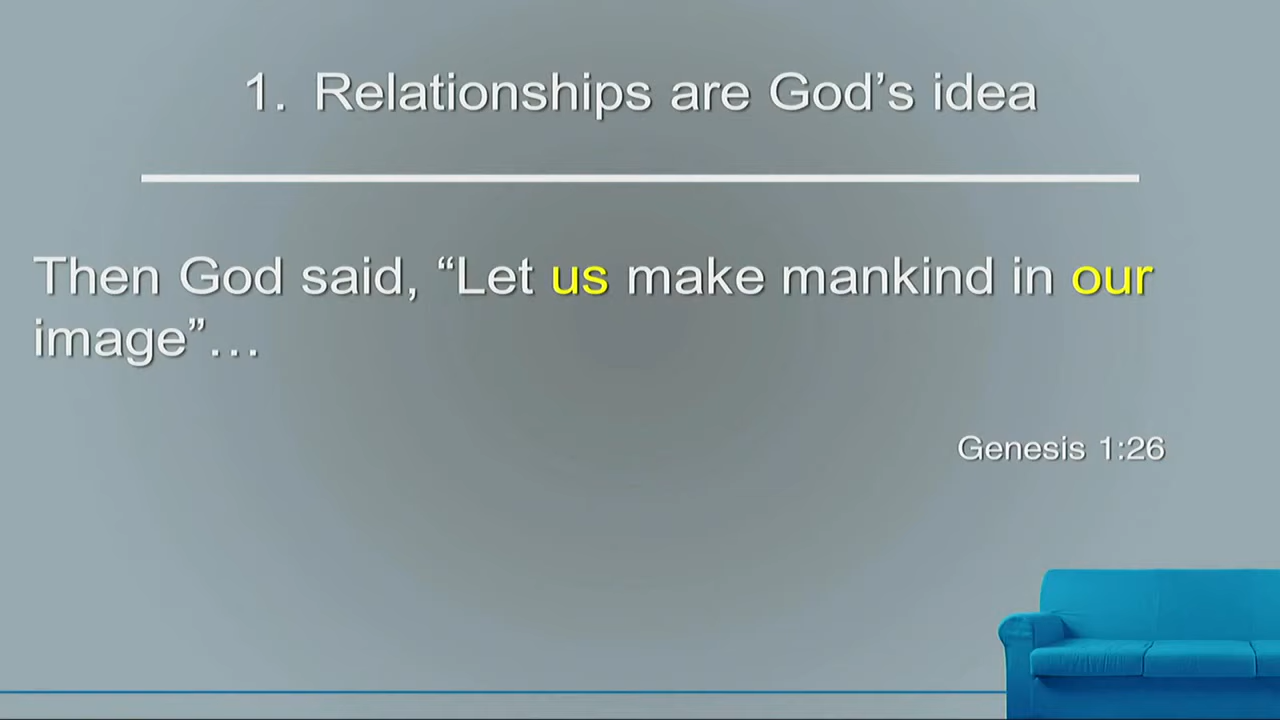 1. Relationships are God’s idea
Then God said, “Let us make mankind in our
image”…
Genesis 1:26